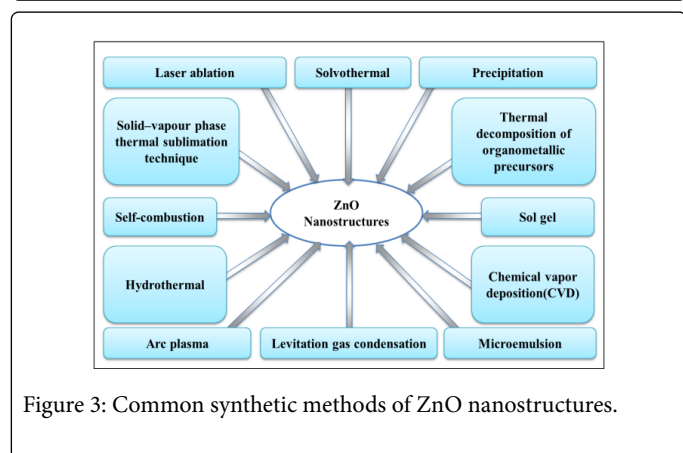 Laser ablation
Solvothermal
Precipitation
Solid–vapour phase
thermal sublimation
technique
Thermal
decomposition of
organometallic
precursors
ZnO
Nanostructures
Self-combustion
Sol gel
Hydrothermal
Chemical vapor
deposition(CVD)
Arc plasma
Levitation gas condensation
Microemulsion
Figure 3: Common synthetic methods of ZnO nanostructures.